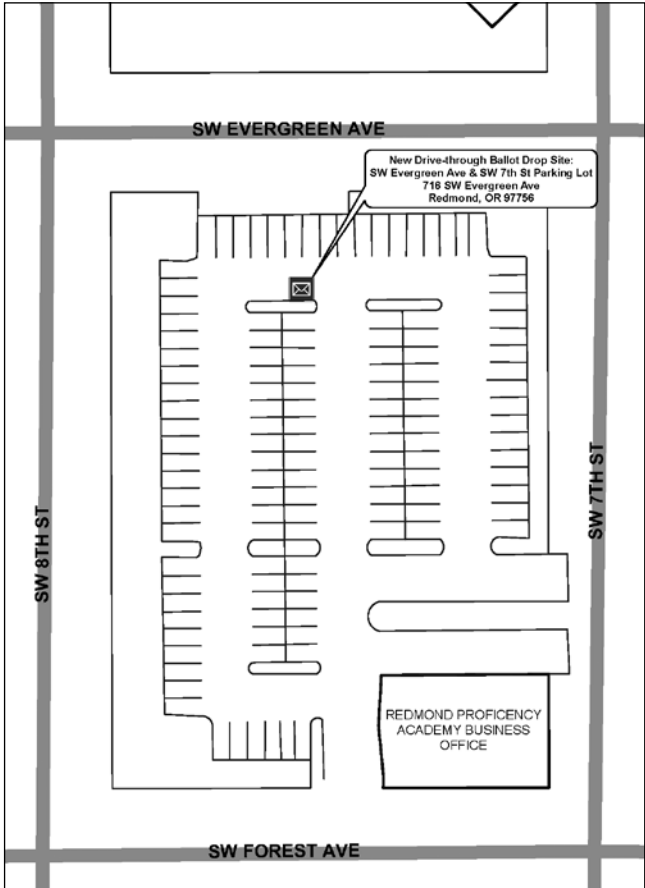 SW EVERGREEN AVE
New Drive-through Ballot Drop Site:
SW Evergreen Ave & SW 7th St Parking Lot
716 SW Evergreen Ave
Redmond, OR 97756
SW 8TH ST
SW 7TH ST
REDMOND PROFICENCY
ACADEMY BUSINESS
OFFICE
SW FOREST AVE